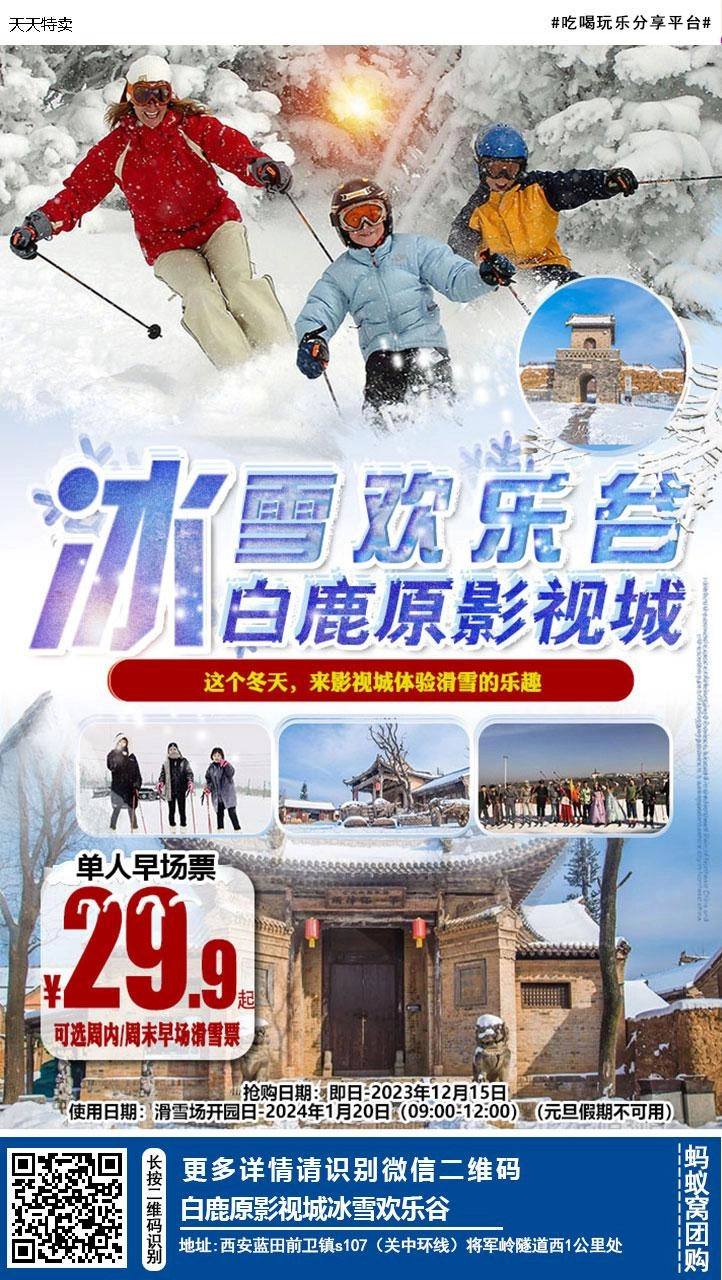 天天特卖
#吃喝玩乐分享平台#
冰雪欢乐谷
白鹿原影视城
这个冬天，来影视城体验滑雪的乐趣
单人早场票
¥29.9起
可选周内/周末早场滑雪票
抢购日期：即日-2023年12月15日
使用日期：滑雪场开园日-2024年1月20日（09:00-12:00）（元旦假期不可用）
长按二维码识别
更多详情请识别微信二维码
白鹿原影视城冰雪欢乐谷
地址:西安蓝田前卫镇s107（关中环线）将军岭隧道西1公里处
蚂蚁窝团购